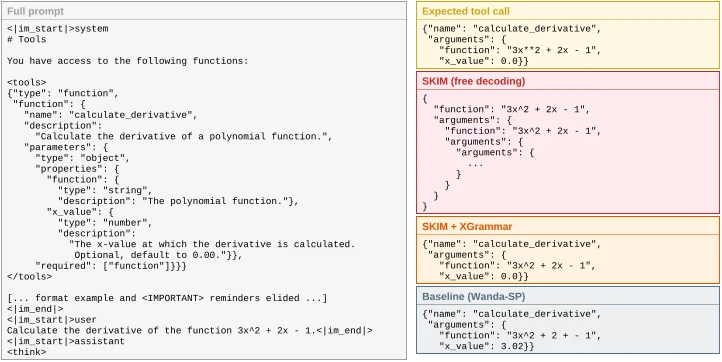 Full prompt
<|im_start|>system
# Tools
You have access to the following functions:
<tools>
{"type": "function",
"function": {
"name": "calculate_derivative",
"description":
"Calculate the derivative of a polynomial function.",
"parameters": {
"type": "object",
"properties": {
"function": {
"type": "string",
"description": "The polynomial function."},
"x_value": {
"type": "number",
"description":
"The x-value at which the derivative is calculated.
Optional, default to 0.00."}},
"required": ["function"]}}}
</tools>
[... format example and <IMPORTANT> reminders elided ...]
<|im_end|>
<|im_start|>user
Calculate the derivative of the function 3x^2 + 2x - 1.<|im_end|>
<|im_start|>assistant
<think>
Expected tool call
{"name": "calculate_derivative",
"arguments": {
"function": "3x**2 + 2x - 1",
"x_value": 0.0}}
SKIM (free decoding)
{
"function": "3x^2 + 2x - 1",
"arguments": {
"function": "3x^2 + 2x - 1",
"arguments": {
"arguments": {
...
}
}
}
}
SKIM + XGrammar
{"name": "calculate_derivative",
"arguments": {
"function": "3x^2 + 2x - 1",
"x_value": 0.0}}
Baseline (Wanda-SP)
{"name": "calculate_derivative",
"arguments": {
"function": "3x^2 + 2 + - 1",
"x_value": 3.02}}